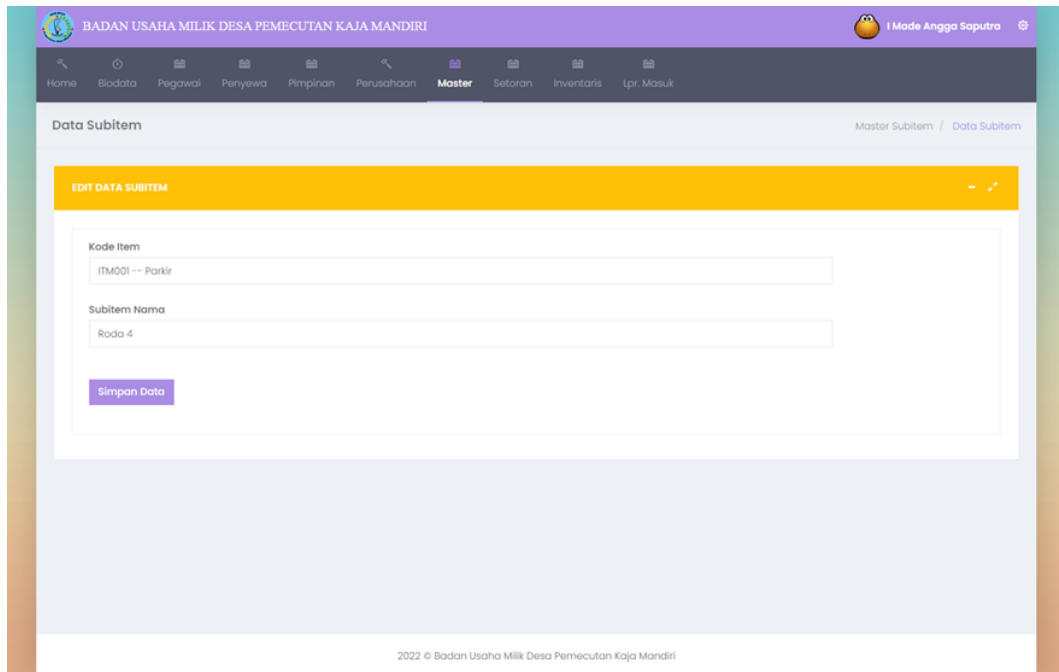 BADAN USAHA MILIK DESA PEMECUTAN KAJA MANDIRI
I Made Angga Saputra
Home Biodata Pegawai Penyewa Pimpinan Perusahaan Master Setoran Inventaris Lpr. Masuk
Data Subitem
Master Subitem / Data Subitem
EDIT DATA SUBITEM
Kode Item
ITM001 -- Parkir
Subitem Nama
Roda 4
Simpan Data
2022 © Badan Usaha Milik Desa Pemecutan Kaja Mandiri